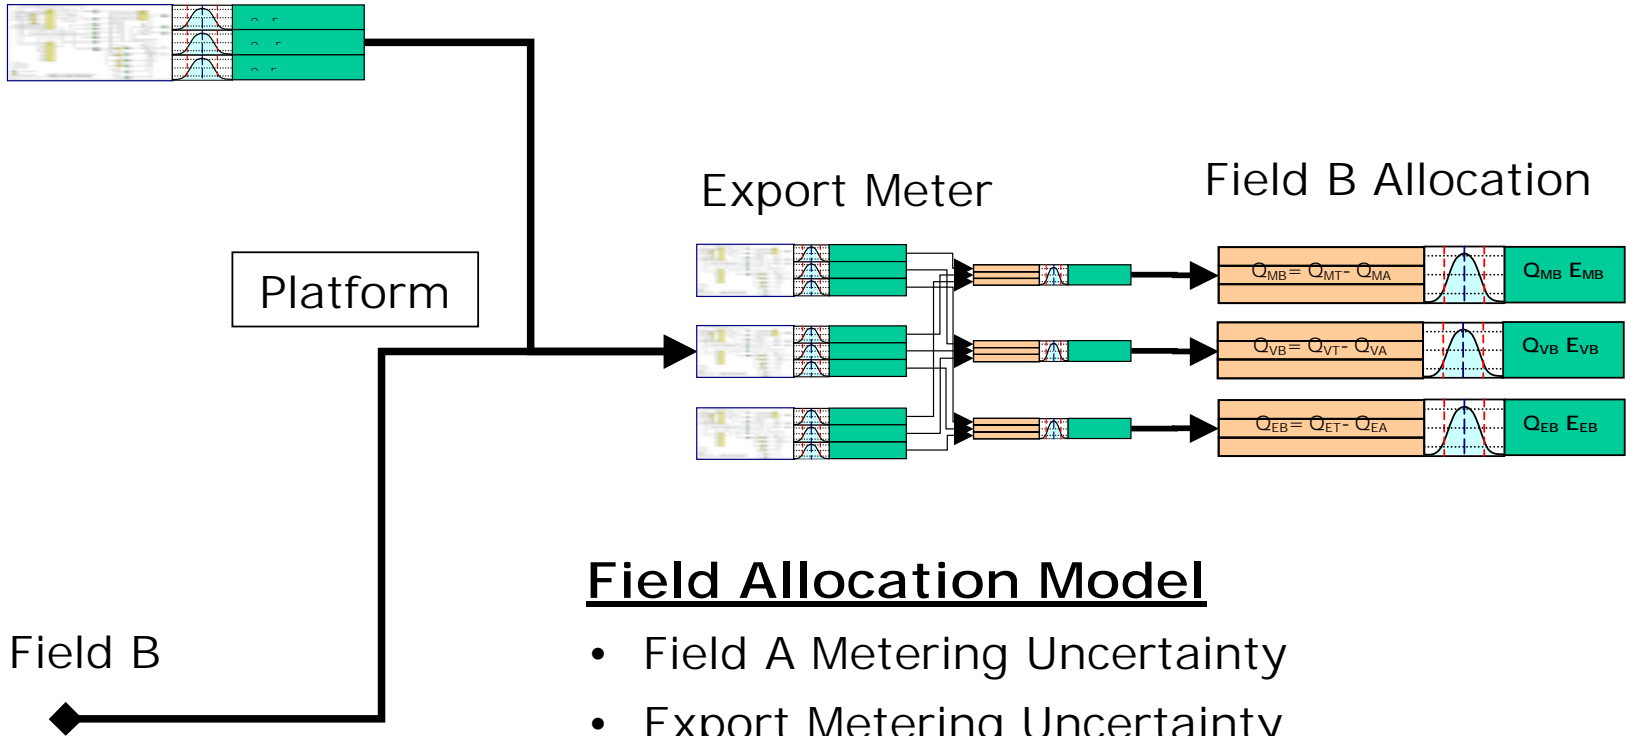 Export Meter
Field B Allocation
Platform
QMB= QMT- QMA
QMB EMB
QVB= QVT- QVA
QVB EVB
QEB= QET- QEA
QEB EEB
Field Allocation Model
Field B
• Field A Metering Uncertainty
• Export Metering Uncertainty